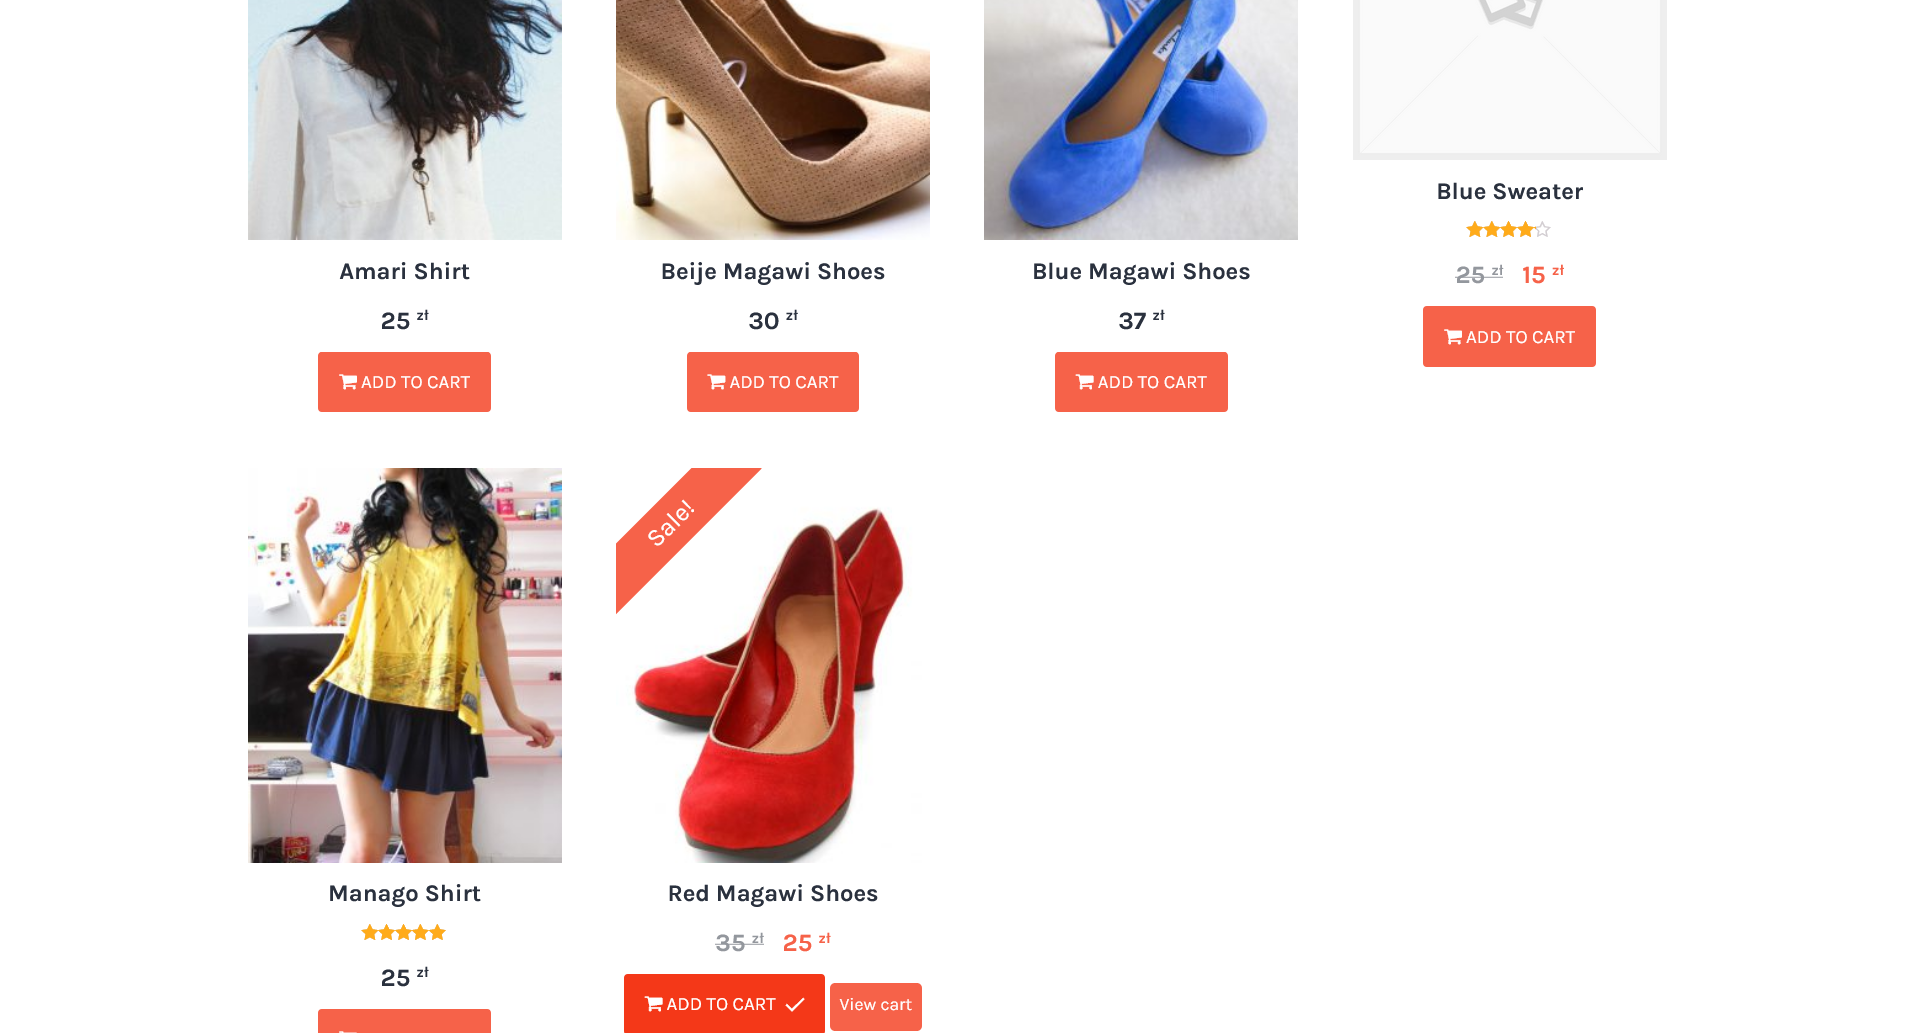 Clarks
Amari Shirt
25 zł
ADD TO CART
Beije Magawi Shoes
30 zł
ADD TO CART
Blue Magawi Shoes
37 zł
ADD TO CART
Blue Sweater
25 zł 15 zł
ADD TO CART
Manago Shirt
25 zł
Sale!
Red Magawi Shoes
35 zł 25 zł
ADD TO CART
View cart